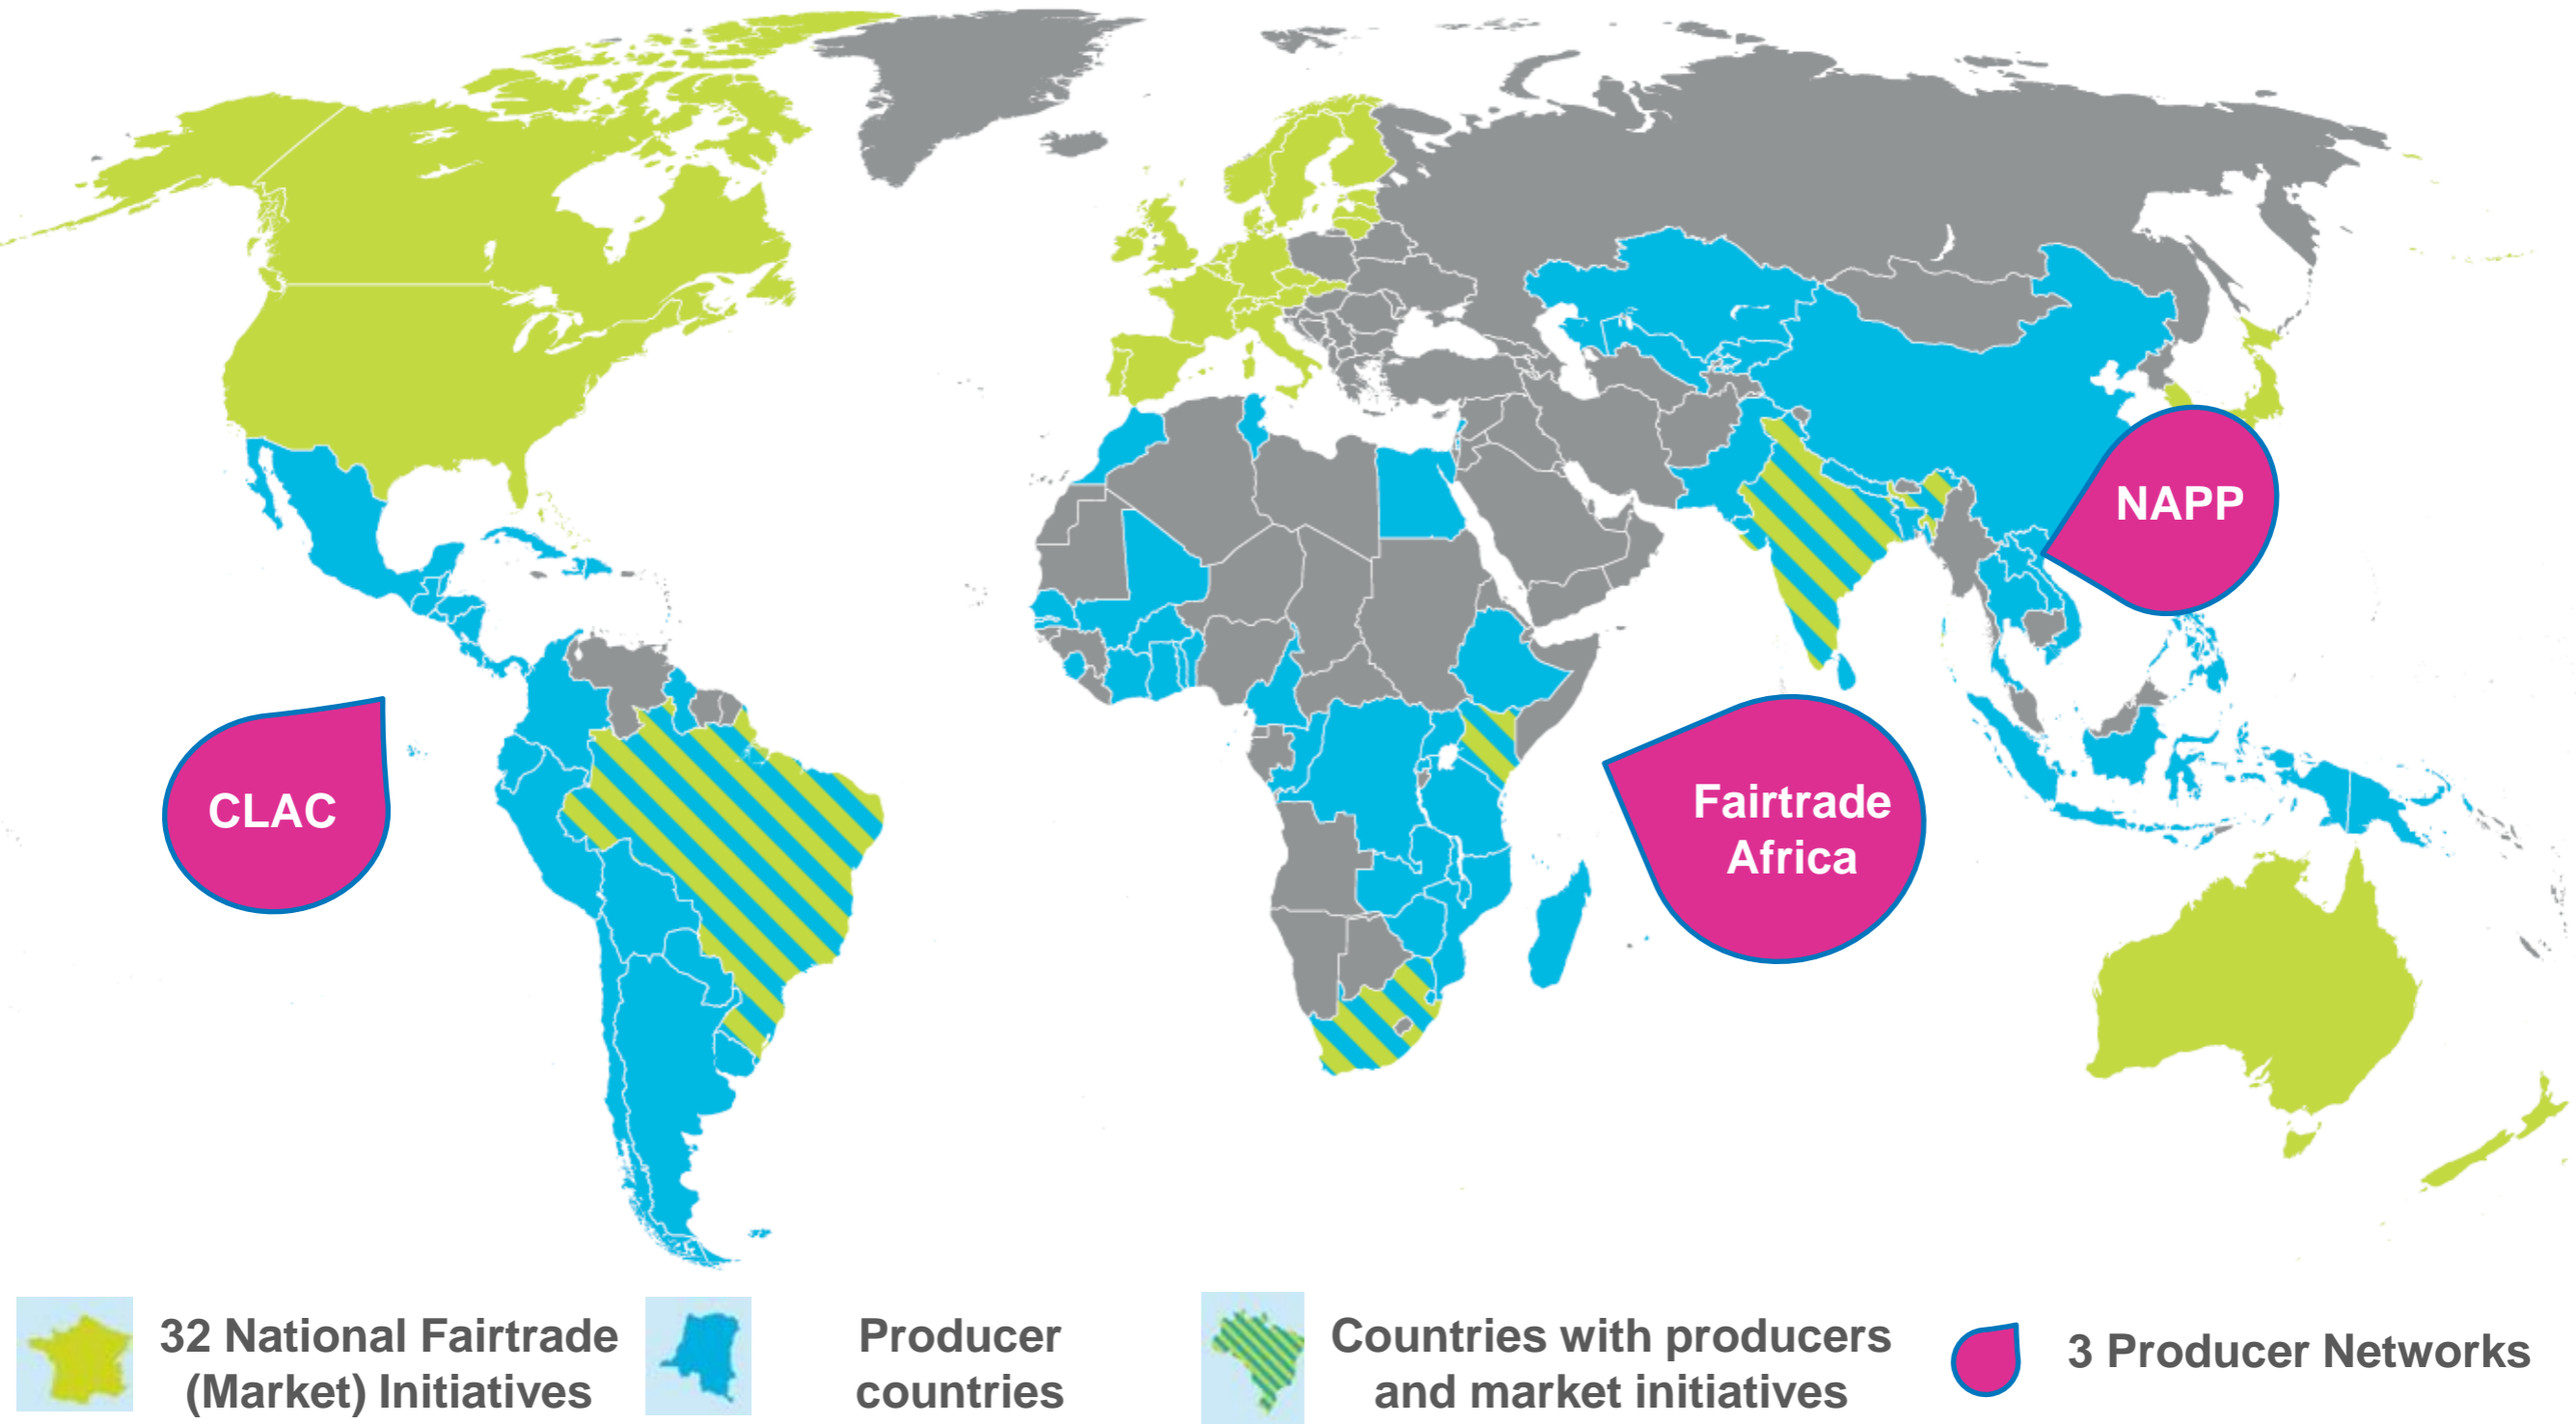 NAPP
CLAC
Fairtrade
Africa
32 National Fairtrade
(Market) Initiatives
Producer
countries
Countries with producers
and market initiatives
3 Producer Networks